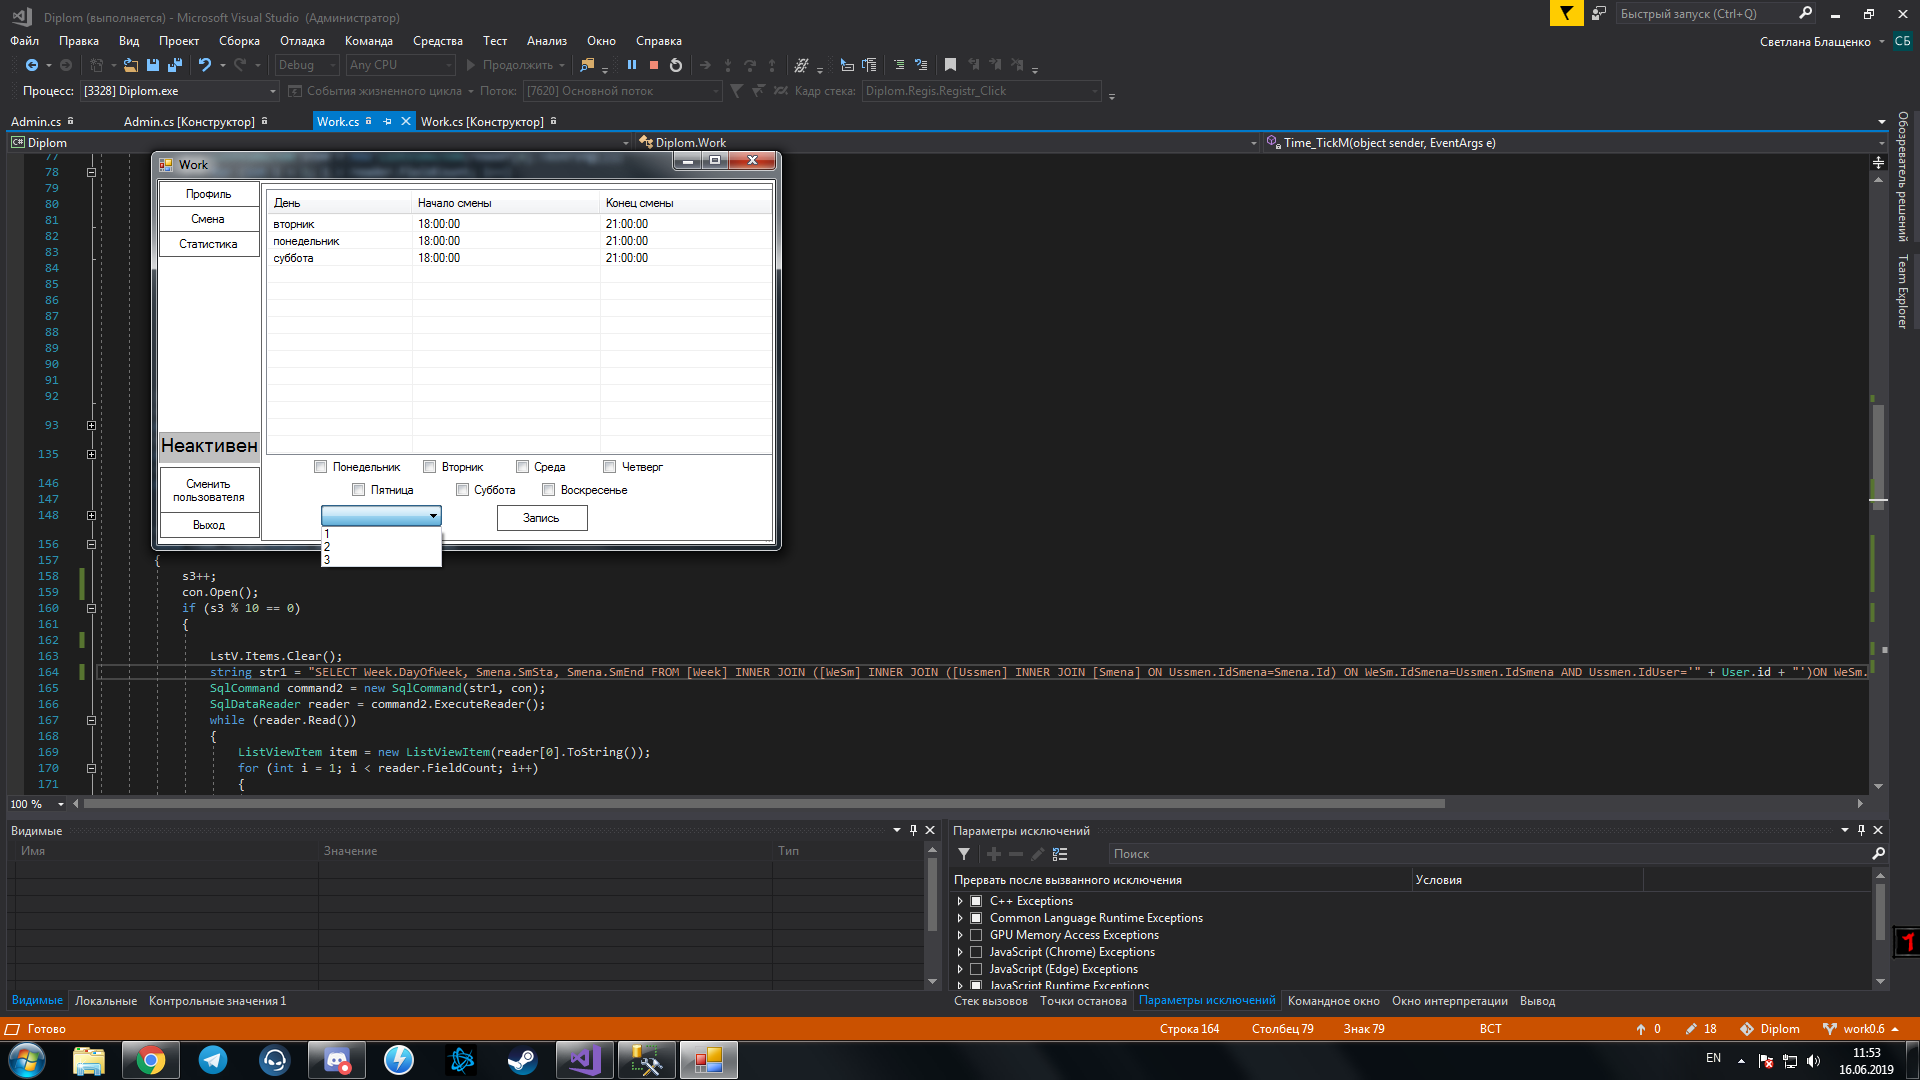 Diplom (выполняется) - Microsoft Visual Studio (Администратор)
Быстрый запуск (Ctrl+Q)
Файл Правка Вид Проект Сборка Отладка Команда Средства Тест Анализ Окно Справка
Светлана Блащенко СБ
Debug Any CPU Продолжить
Процесс: [3328] Diplom.exe События жизненного цикла Поток: [7620] Основной поток Кадр стека: Diplom.Regis.Registr_Click
Admin.cs Admin.cs [Конструктор] Work.cs Work.cs [Конструктор]
C# Diplom Diplom.Work Time_TickM(object sender, EventArgs e)
Обозреватель решений
Team Explorer
77
78
79
80
81
82
83
84
85
86
87
88
89
90
91
92
93
135
146
147
148
156
Work
Профиль
Смена
Статистика
День Начало смены Конец смены
вторник 18:00:00 21:00:00
понедельник 18:00:00 21:00:00
суббота 18:00:00 21:00:00
Неактивен
Сменить пользователя
Выход
Понедельник Вторник Среда Четверг
Пятница Суббота Воскресенье
Запись
1
2
3
157 {
158 s3++;
159 con.Open();
160 if (s3 % 10 == 0)
161 {
162
163 LstV.Items.Clear();
164 string str1 = "SELECT Week.DayOfWeek, Smena.SmSta, Smena.SmEnd FROM [Week] INNER JOIN ([WeSm] INNER JOIN ([Ussmen] INNER JOIN [Smena] ON Ussmen.IdSmena=Smena.Id) ON WeSm.IdSmena=Ussmen.IdSmena AND Ussmen.IdUser='" + User.id + "')ON WeSm.
165 SqlCommand command2 = new SqlCommand(str1, con);
166 SqlDataReader reader = command2.ExecuteReader();
167 while (reader.Read())
168 {
169 ListViewItem item = new ListViewItem(reader[0].ToString());
170 for (int i = 1; i < reader.FieldCount; i++)
171 {
100 %
Видимые
Имя Значение Тип
Видимые Локальные Контрольные значения 1
Параметры исключений
Поиск
Прервать после вызванного исключения Условия
C++ Exceptions
Common Language Runtime Exceptions
GPU Memory Access Exceptions
JavaScript (Chrome) Exceptions
JavaScript (Edge) Exceptions
JavaScript Runtime Exceptions
Стек вызовов Точки останова Параметры исключений Командное окно Окно интерпретации Вывод
Готово Строка 164 Столбец 79 Знак 79 ВСТ 0 18 Diplom work0.6
EN 11:53
16.06.2019